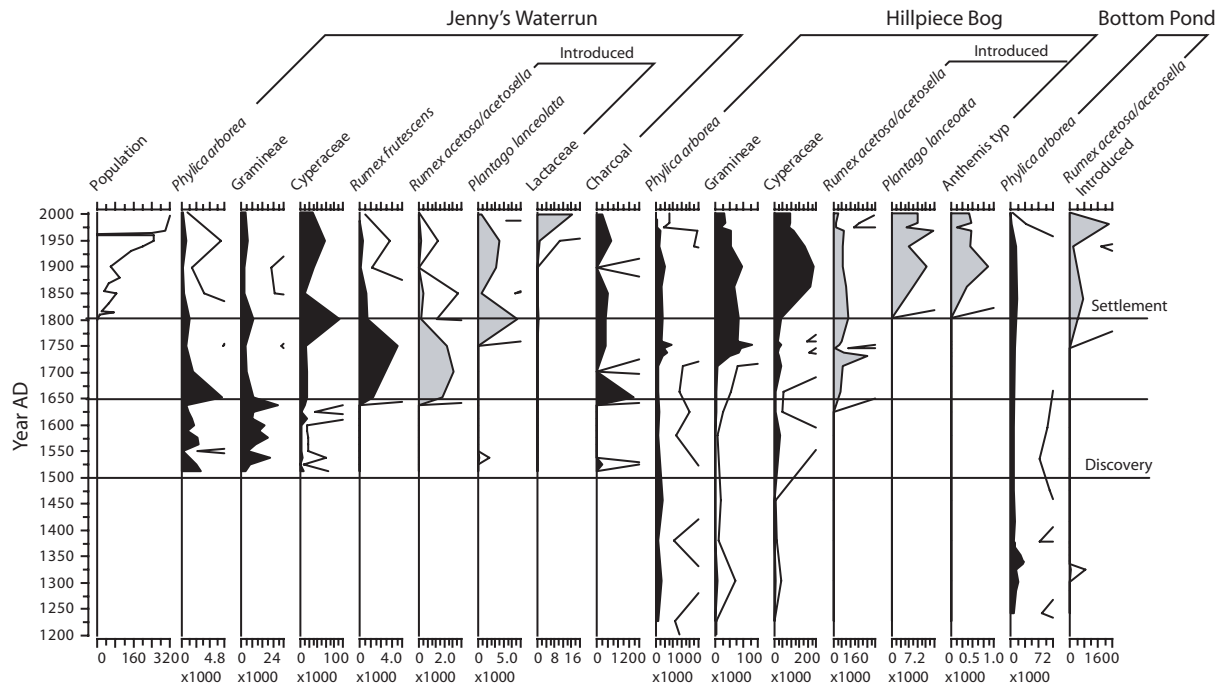 Jenny's Waterrun Hillpiece Bog Bottom Pond
Introduced Introduced
Population
Phylica arborea
Gramineae
Cyperaceae
Rumex frutescens
Rumex acetosa/acetosella
Plantago lanceolata
Lactaceae
Charcoal
Phylica arborea
Gramineae
Cyperaceae
Rumex acetosa/acetosella
Plantago lanceoata
Anthemis typ
Phylica arborea
Rumex acetosa/acetosella
Introduced
Year AD
2000
1950
1900
1850
1800
1750
1700
1650
1600
1550
1500
1450
1400
1350
1300
1250
1200
Settlement
Discovery
0 160 3200 0 4.8 0 24 0 100 0 4.0 0 2.0 0 5.0 0 8 16 0 1200 0 1000 0 100 0 200 0 160 0 7.2 0 0.5 1.0 0 72 0 1600
x1000 x1000 x1000 x1000 x1000 x1000 x1000 x1000 x1000 x1000 x1000 x1000 x1000 x1000 x1000